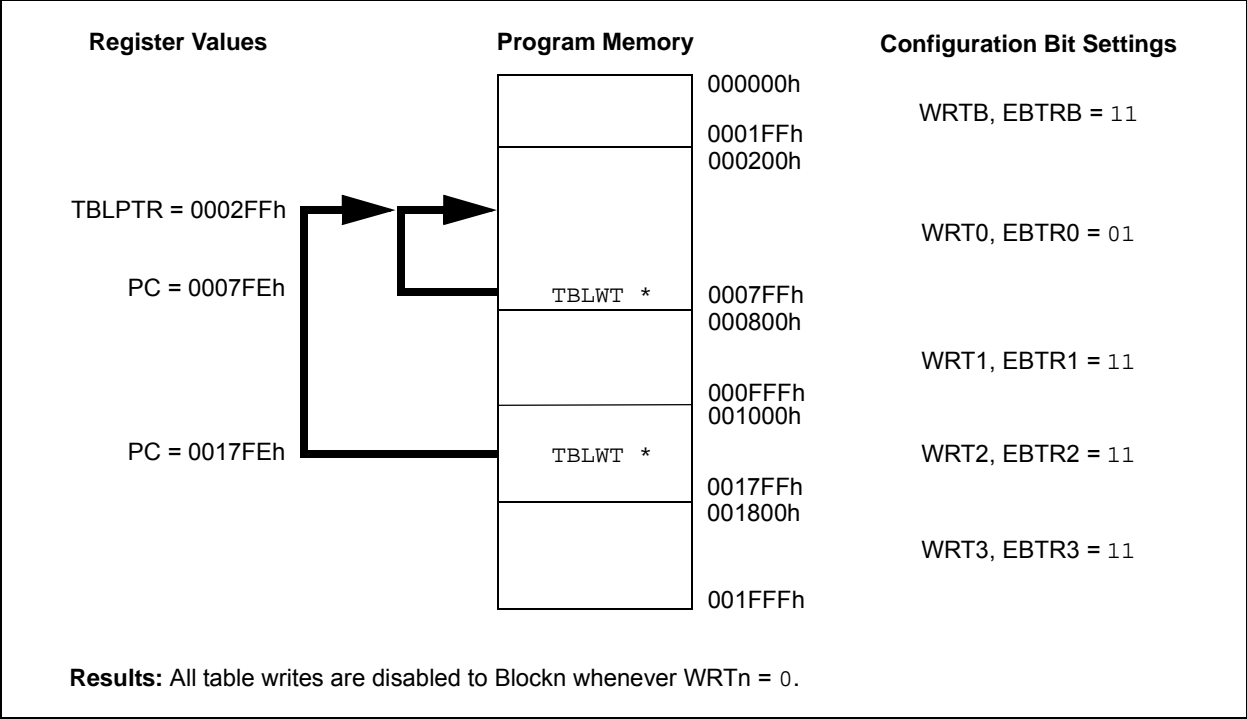 Register Values Program Memory Configuration Bit Settings
000000h
WRTB, EBTRB = 11
0001FFh
000200h
TBLPTR = 0002FFh
WRT0, EBTR0 = 01
PC = 0007FEh
TBLWT * 0007FFh
000800h
WRT1, EBTR1 = 11
000FFFh
001000h
PC = 0017FEh TBLWT * WRT2, EBTR2 = 11
0017FFh
001800h
WRT3, EBTR3 = 11
001FFFh
Results: All table writes are disabled to Blockn whenever WRTn = 0.